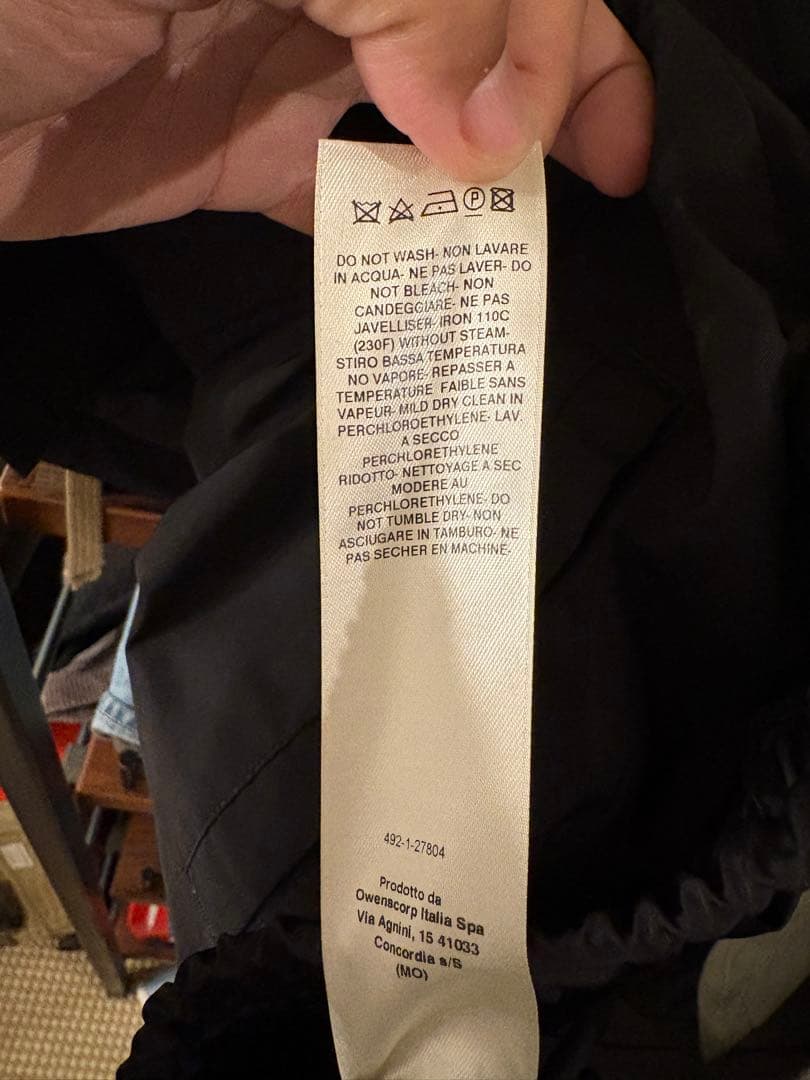 P
DO NOT WASH- NON LAVARE
IN ACQUA- NE PAS LAVER- DO
NOT BLEACH- NON
CANDEGGIARE- NE PAS
JAVELLISER- IRON 110C
(230F) WITHOUT STEAM-
STIRO BASSA TEMPERATURA
NO VAPORE- REPASSER A
TEMPERATURE FAIBLE SANS
VAPEUR- MILD DRY CLEAN IN
PERCHLOROETHYLENE- LAV.
A SECCO
PERCHLORETHYLENE
RIDOTTO- NETTOYAGE A SEC
MODERE AU
PERCHLORETHYLENE- DO
NOT TUMBLE DRY- NON
ASCIUGARE IN TAMBURO- NE
PAS SECHER EN MACHINE-
492-1-27804
Prodotto da
Owenscorp Italia Spa
Via Agnini, 15 41033
Concordia s/S
(MO)